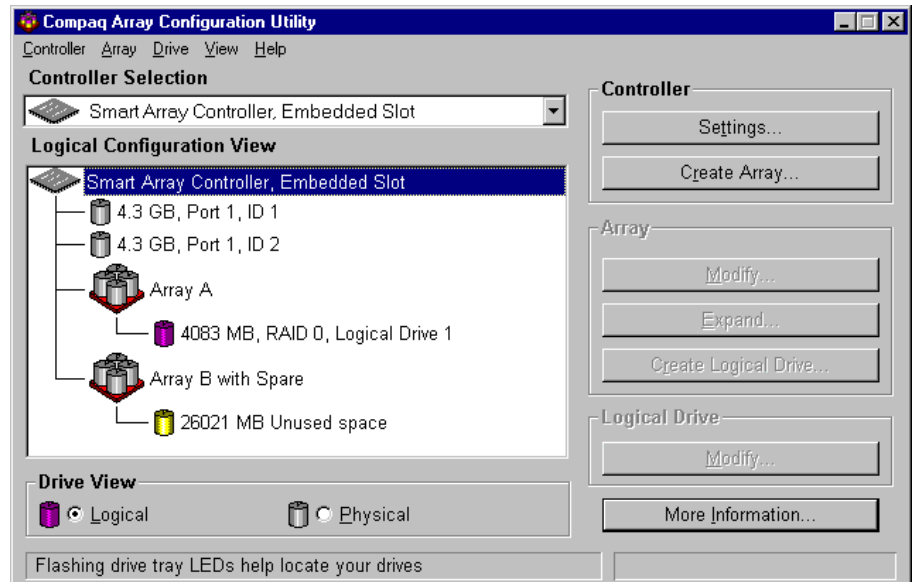 Compaq Array Configuration Utility
Controller Array Drive View Help
Controller Selection
Smart Array Controller, Embedded Slot
Logical Configuration View
Smart Array Controller, Embedded Slot
4.3 GB, Port 1, ID 1
4.3 GB, Port 1, ID 2
Array A
4083 MB, RAID 0, Logical Drive 1
Array B with Spare
26021 MB Unused space
Drive View
Logical
Physical
Controller
Settings...
Create Array...
Array
Modify...
Expand...
Create Logical Drive...
Logical Drive
Modify...
More Information...
Flashing drive tray LEDs help locate your drives